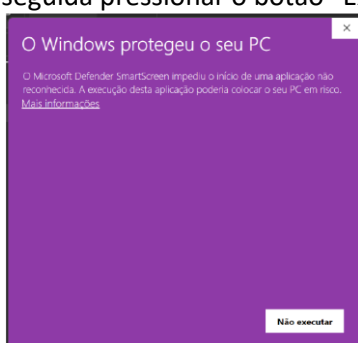 seguida pressionar o botão "E
O Windows protegeu o seu PC
O Microsoft Defender SmartScreen impediu o início de uma aplicação não
reconhecida. A execução desta aplicação poderia colocar o seu PC em risco.
Mais informações
Não executar